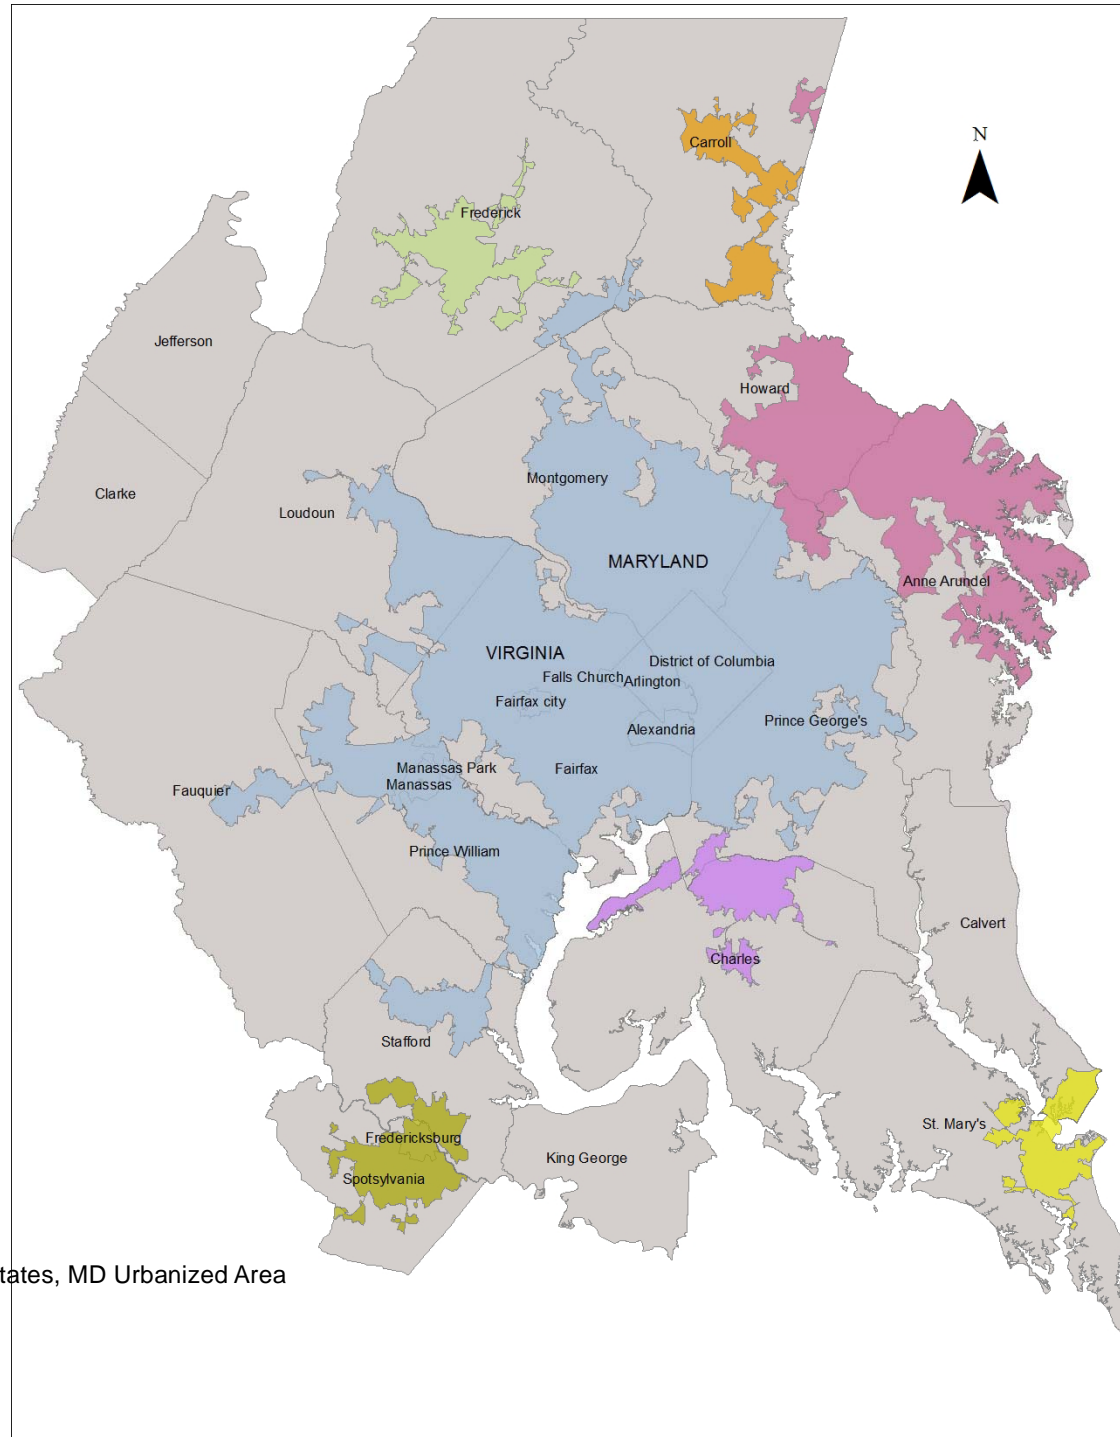 N
Carroll
Frederick
Jefferson
Howard
Clarke
Montgomery
Loudoun
MARYLAND
Anne Arundel
VIRGINIA
District of Columbia
Falls Church
Arlington
Fairfax city
Prince George's
Alexandria
Manassas Park
Fairfax
Manassas
Fauquier
Prince William
Calvert
Charles
Stafford
St. Mary's
Fredericksburg
King George
Spotsylvania
tates, MD Urbanized Area